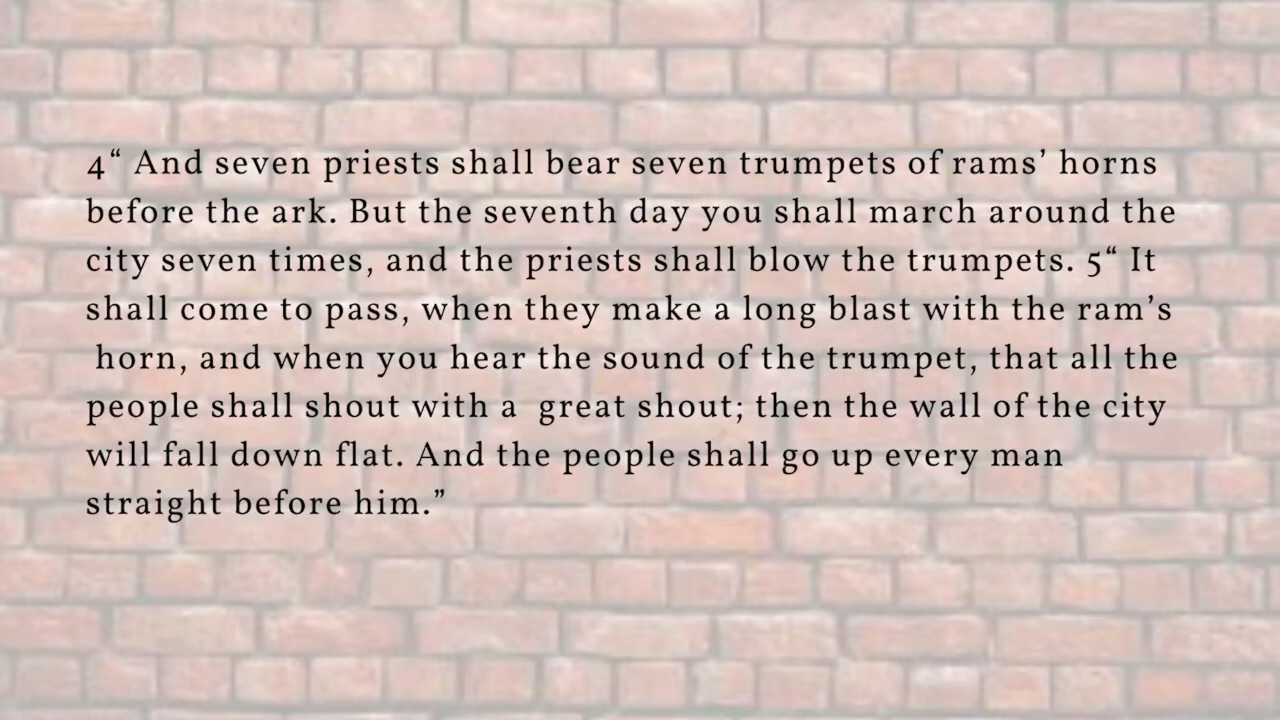 4“ And seven priests shall bear seven trumpets of rams’ horns
before the ark. But the seventh day you shall march around the
city seven times, and the priests shall blow the trumpets. 5“ It
shall come to pass, when they make a long blast with the ram’s
horn, and when you hear the sound of the trumpet, that all the
people shall shout with a  great shout; then the wall of the city
will fall down flat. And the people shall go up every man
straight before him.”